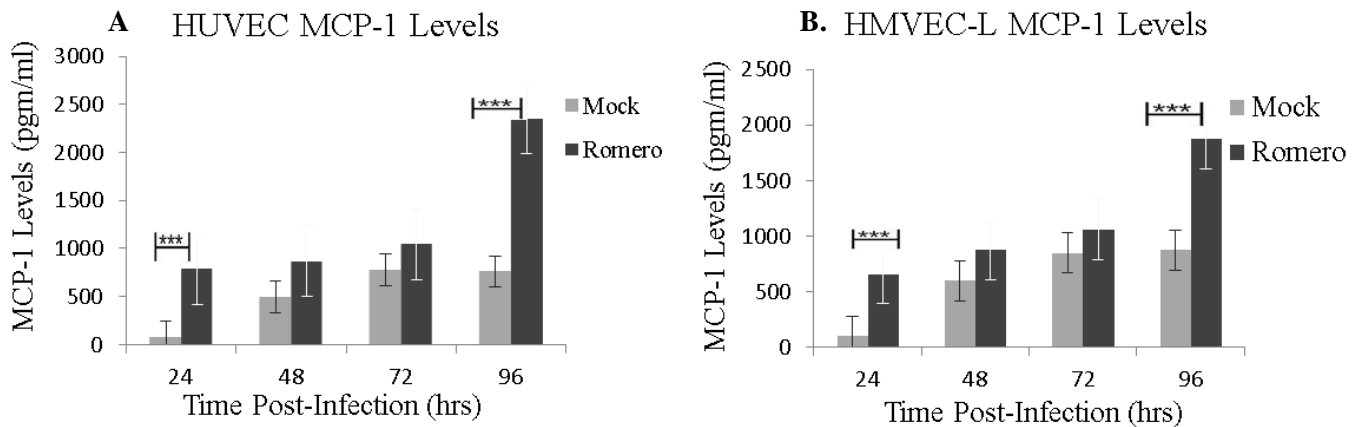 A HUVEC MCP-1 Levels
MCP-1 Levels (pgm/ml)
3000
2500
2000
1500
1000
500
0
***
***
Mock
Romero
24 48 72 96
Time Post-Infection (hrs)
B. HMVEC-L MCP-1 Levels
MCP-1 Levels (pgm/ml)
2500
2000
1500
1000
500
0
***
***
Mock
Romero
24 48 72 96
Time Post-Infection (hrs)